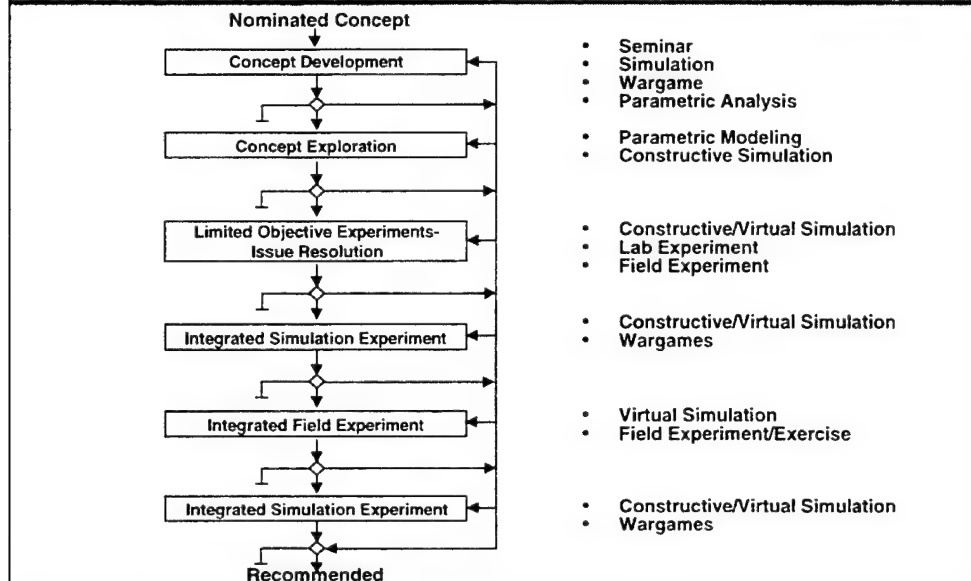 Nominated Concept
Concept Development
• Seminar
• Simulation
• Wargame
• Parametric Analysis
Concept Exploration
• Parametric Modeling
• Constructive Simulation
Limited Objective Experiments-
Issue Resolution
• Constructive/Virtual Simulation
• Lab Experiment
• Field Experiment
Integrated Simulation Experiment
• Constructive/Virtual Simulation
• Wargames
Integrated Field Experiment
• Virtual Simulation
• Field Experiment/Exercise
Integrated Simulation Experiment
• Constructive/Virtual Simulation
• Wargames
Recommended